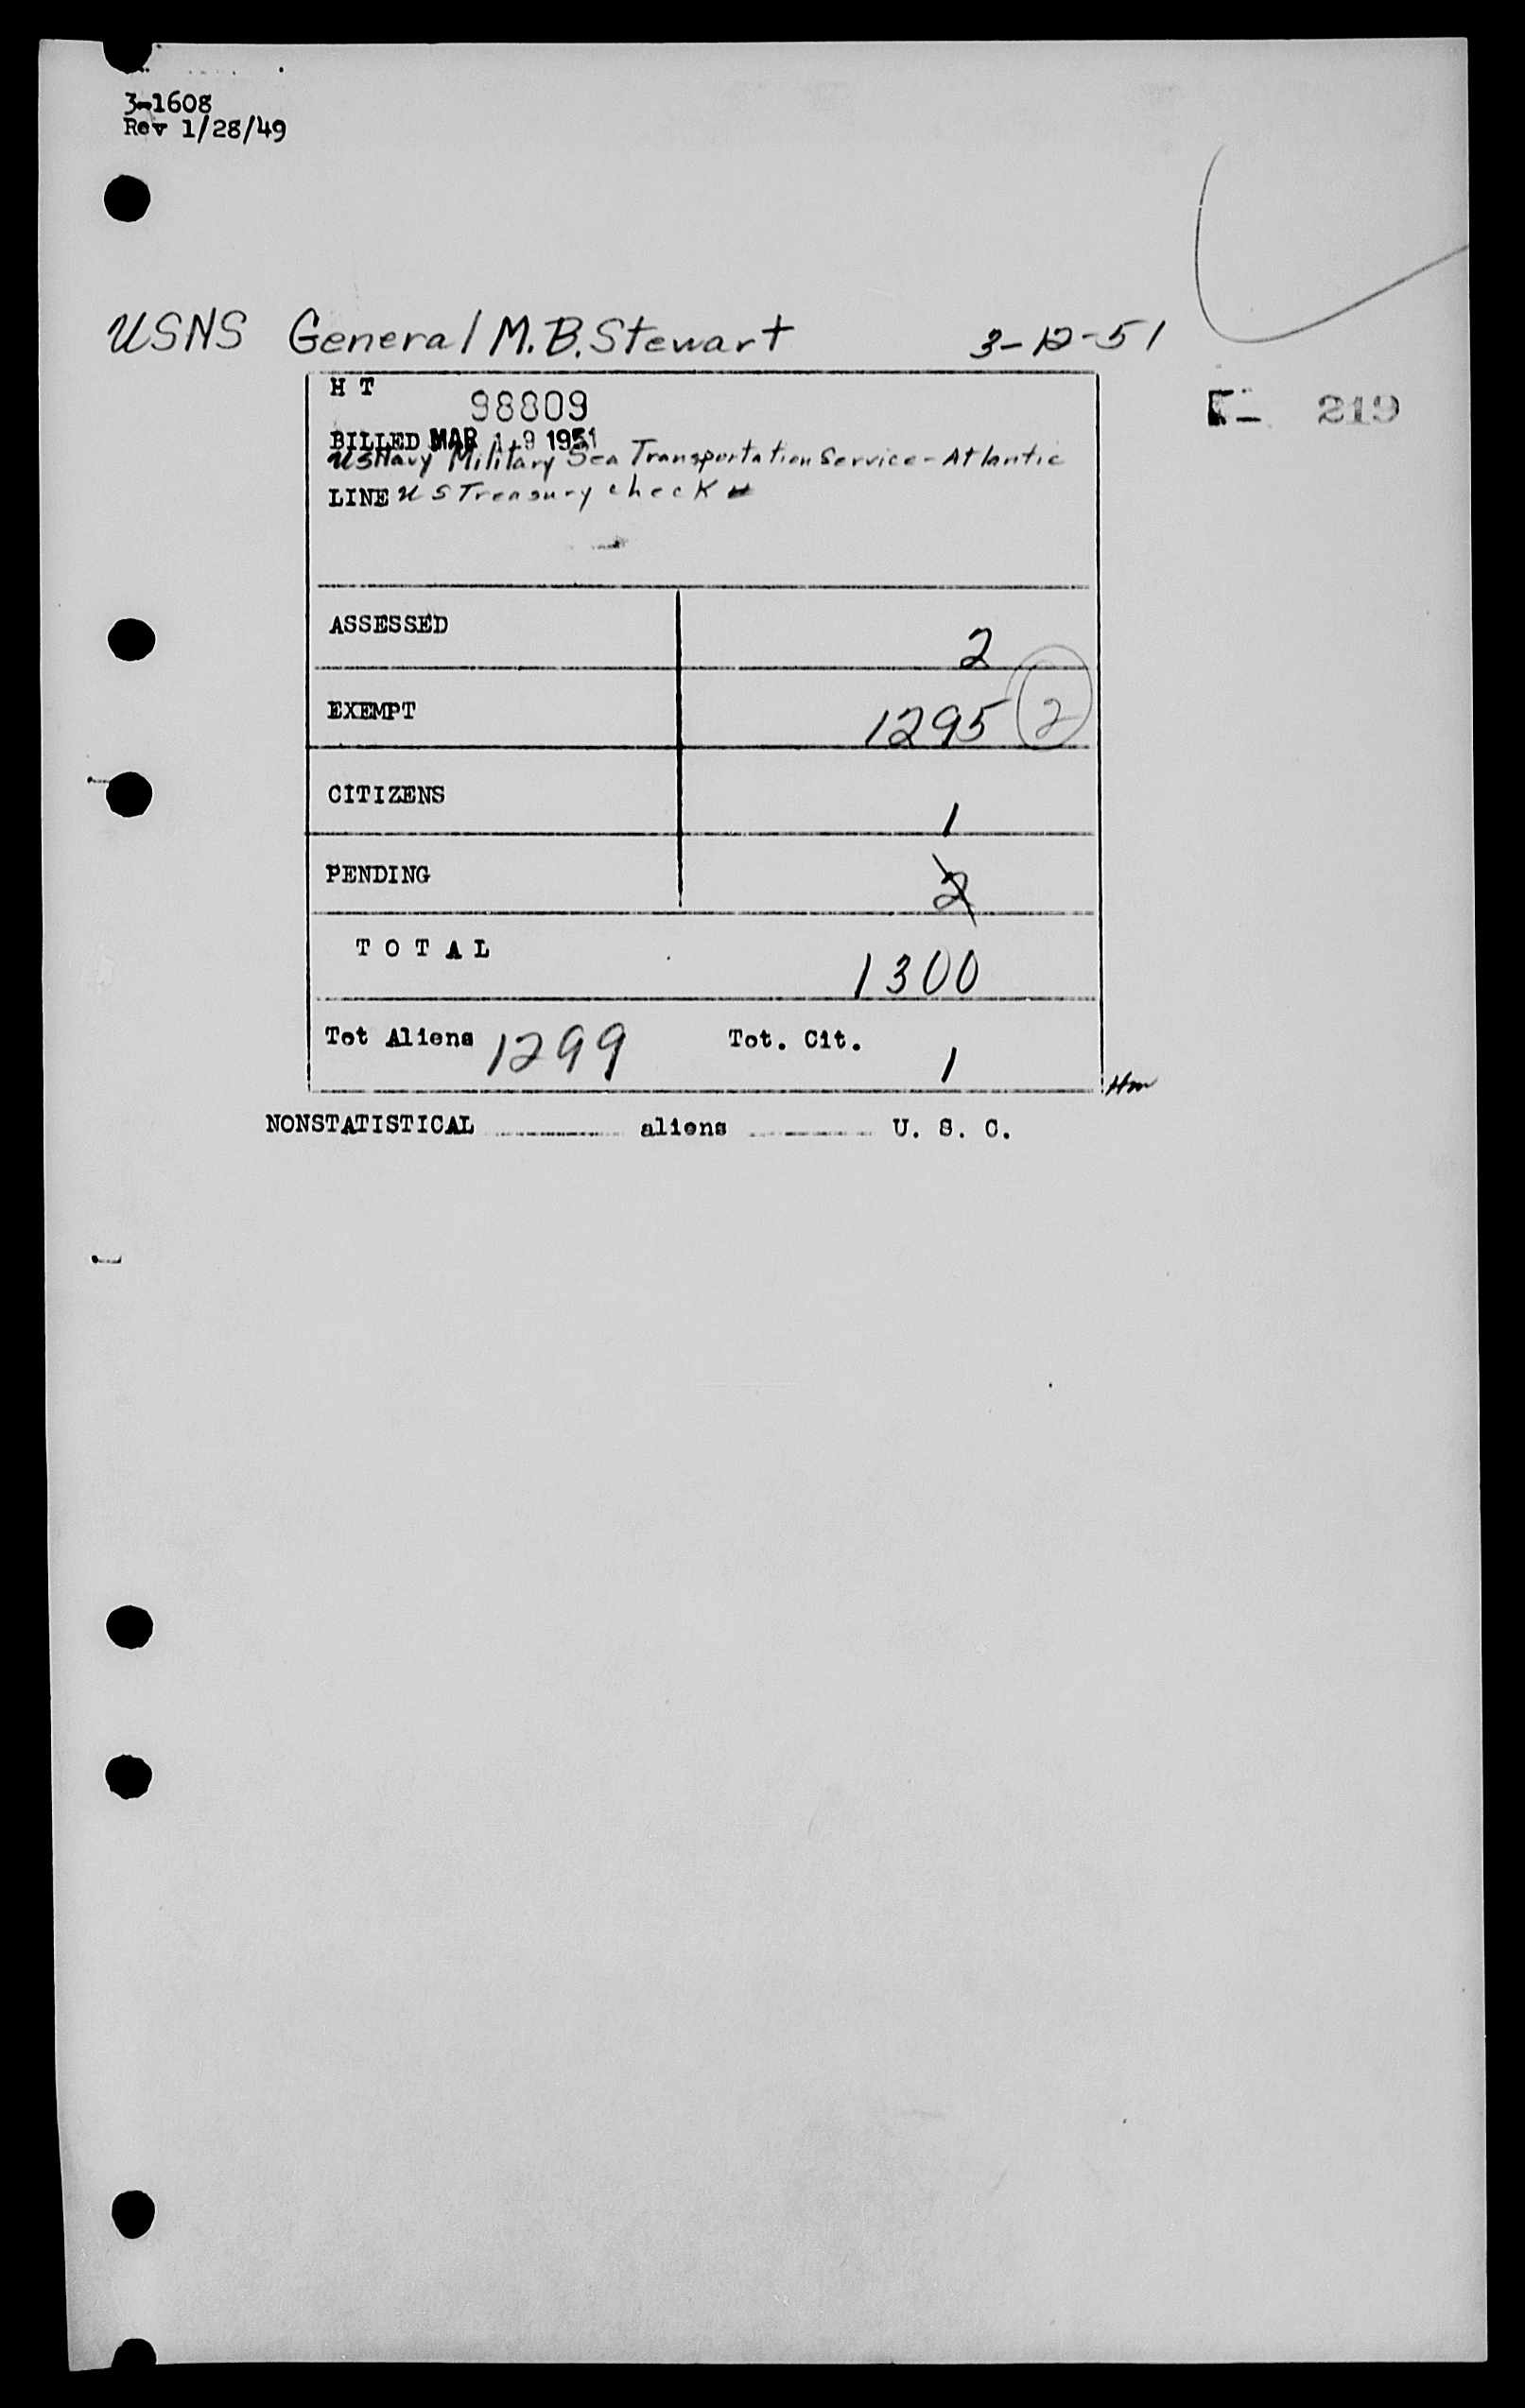 3-1608
Rev 1/28/49
USNS General M.B. Stewart 3-12-51
H T 98809
219
BILLED MAR 19 1951
US Navy Military Sea Transportation Service - Atlantic
LINE US Treasury check
ASSESSED 2
EXEMPT 1295 2
CITIZENS 1
PENDING 2
TOTAL 1300
Tot Aliens 1299 Tot. Cit. 1
Hm
NONSTATISTICAL aliens U. S. C.